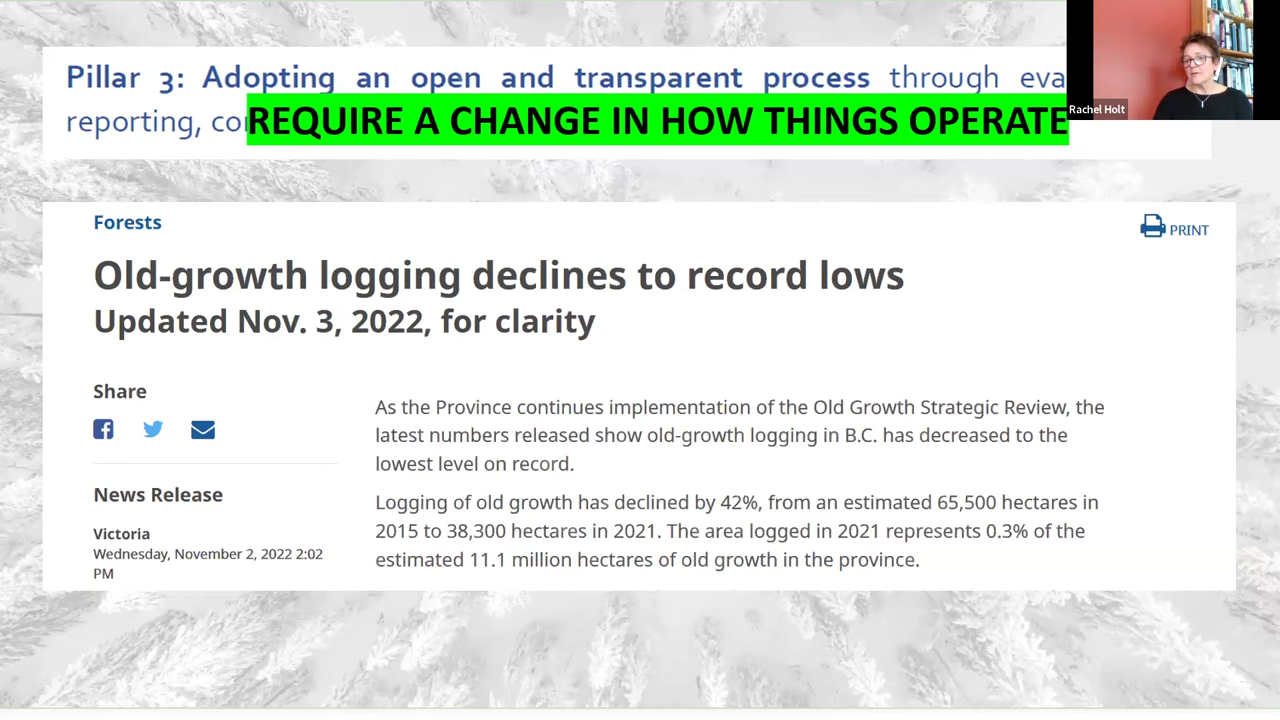 Pillar 3: Adopting an open and transparent process through eva
reporting, co
REQUIRE A CHANGE IN HOW THINGS OPERATE
Rachel Holt
Forests
PRINT
Old-growth logging declines to record lows
Updated Nov. 3, 2022, for clarity
Share
As the Province continues implementation of the Old Growth Strategic Review, the
latest numbers released show old-growth logging in B.C. has decreased to the
lowest level on record.
News Release
Victoria
Wednesday, November 2, 2022 2:02
PM
Logging of old growth has declined by 42%, from an estimated 65,500 hectares in
2015 to 38,300 hectares in 2021. The area logged in 2021 represents 0.3% of the
estimated 11.1 million hectares of old growth in the province.